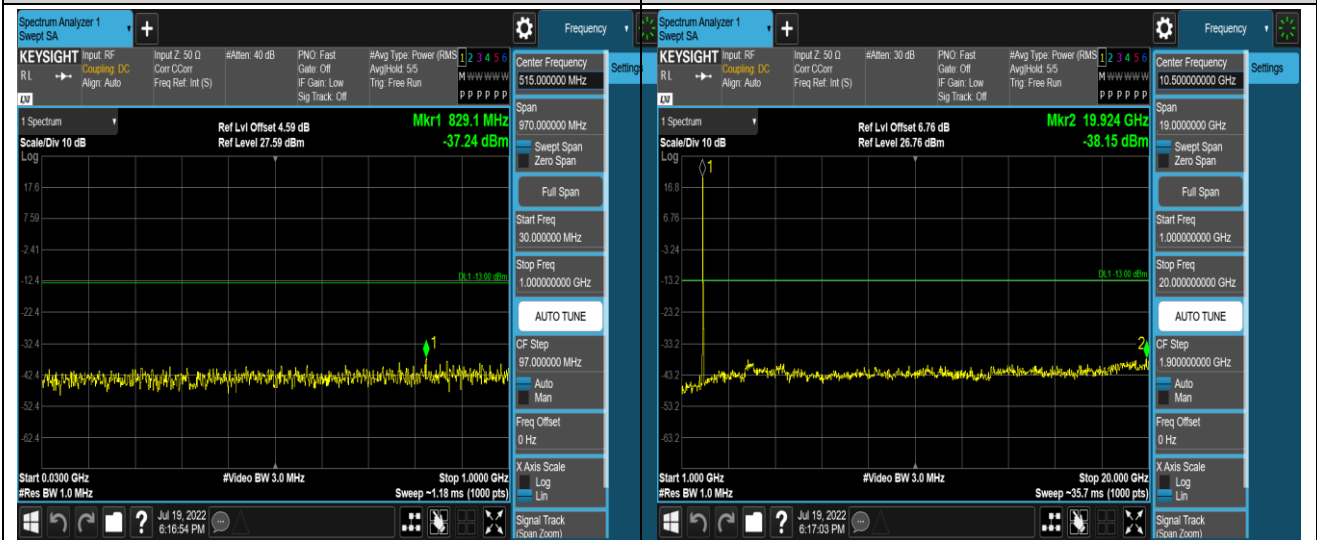 Spectrum Analyzer 1
Swept SA
Frequency
KEYSIGHT
RL
LXI
Input: RF
Coupling: DC
Align: Auto
Input Z: 50 Ω
Corr CCorr
Freq Ref: Int (S)
#Atten: 40 dB
PNO: Fast
Gate: Off
IF Gain: Low
Sig Track: Off
#Avg Type: Power (RMS
Avg|Hold: 5/5
Trig: Free Run
1 2 3 4 5 6
M W W W W W
P P P P P P
1 Spectrum
Scale/Div 10 dB
Log
Ref Lvl Offset 4.59 dB
Ref Level 27.59 dBm
Mkr1 829.1 MHz
-37.24 dBm
17.6
7.59
-2.41
-12.4
-22.4
-32.4
-42.4
-52.4
-62.4
DL1 -13.00 dBm
1
Start 0.0300 GHz
#Res BW 1.0 MHz
#Video BW 3.0 MHz
Stop 1.0000 GHz
Sweep ~1.18 ms (1000 pts)
Jul 19, 2022
6:16:54 PM
Center Frequency
515.000000 MHz
Span
970.000000 MHz
Swept Span
Zero Span
Full Span
Start Freq
30.000000 MHz
Stop Freq
1.000000000 GHz
AUTO TUNE
CF Step
97.000000 MHz
Auto
Man
Freq Offset
0 Hz
X Axis Scale
Log
Lin
Signal Track
(Span Zoom)
Settings
Spectrum Analyzer 1
Swept SA
Frequency
KEYSIGHT
RL
LXI
Input: RF
Coupling: DC
Align: Auto
Input Z: 50 Ω
Corr CCorr
Freq Ref: Int (S)
#Atten: 30 dB
PNO: Fast
Gate: Off
IF Gain: Low
Sig Track: Off
#Avg Type: Power (RMS
Avg|Hold: 5/5
Trig: Free Run
1 2 3 4 5 6
M W W W W W
P P P P P P
1 Spectrum
Scale/Div 10 dB
Log
Ref Lvl Offset 6.76 dB
Ref Level 26.76 dBm
Mkr2 19.924 GHz
-38.15 dBm
1
16.8
6.76
-3.24
-13.2
-23.2
-33.2
-43.2
-53.2
-63.2
DL1 -13.00 dBm
2
Start 1.000 GHz
#Res BW 1.0 MHz
#Video BW 3.0 MHz
Stop 20.000 GHz
Sweep ~35.7 ms (1000 pts)
Jul 19, 2022
6:17:03 PM
Center Frequency
10.500000000 GHz
Span
19.0000000 GHz
Swept Span
Zero Span
Full Span
Start Freq
1.000000000 GHz
Stop Freq
20.000000000 GHz
AUTO TUNE
CF Step
1.900000000 GHz
Auto
Man
Freq Offset
0 Hz
X Axis Scale
Log
Lin
Signal Track
(Span Zoom)
Settings